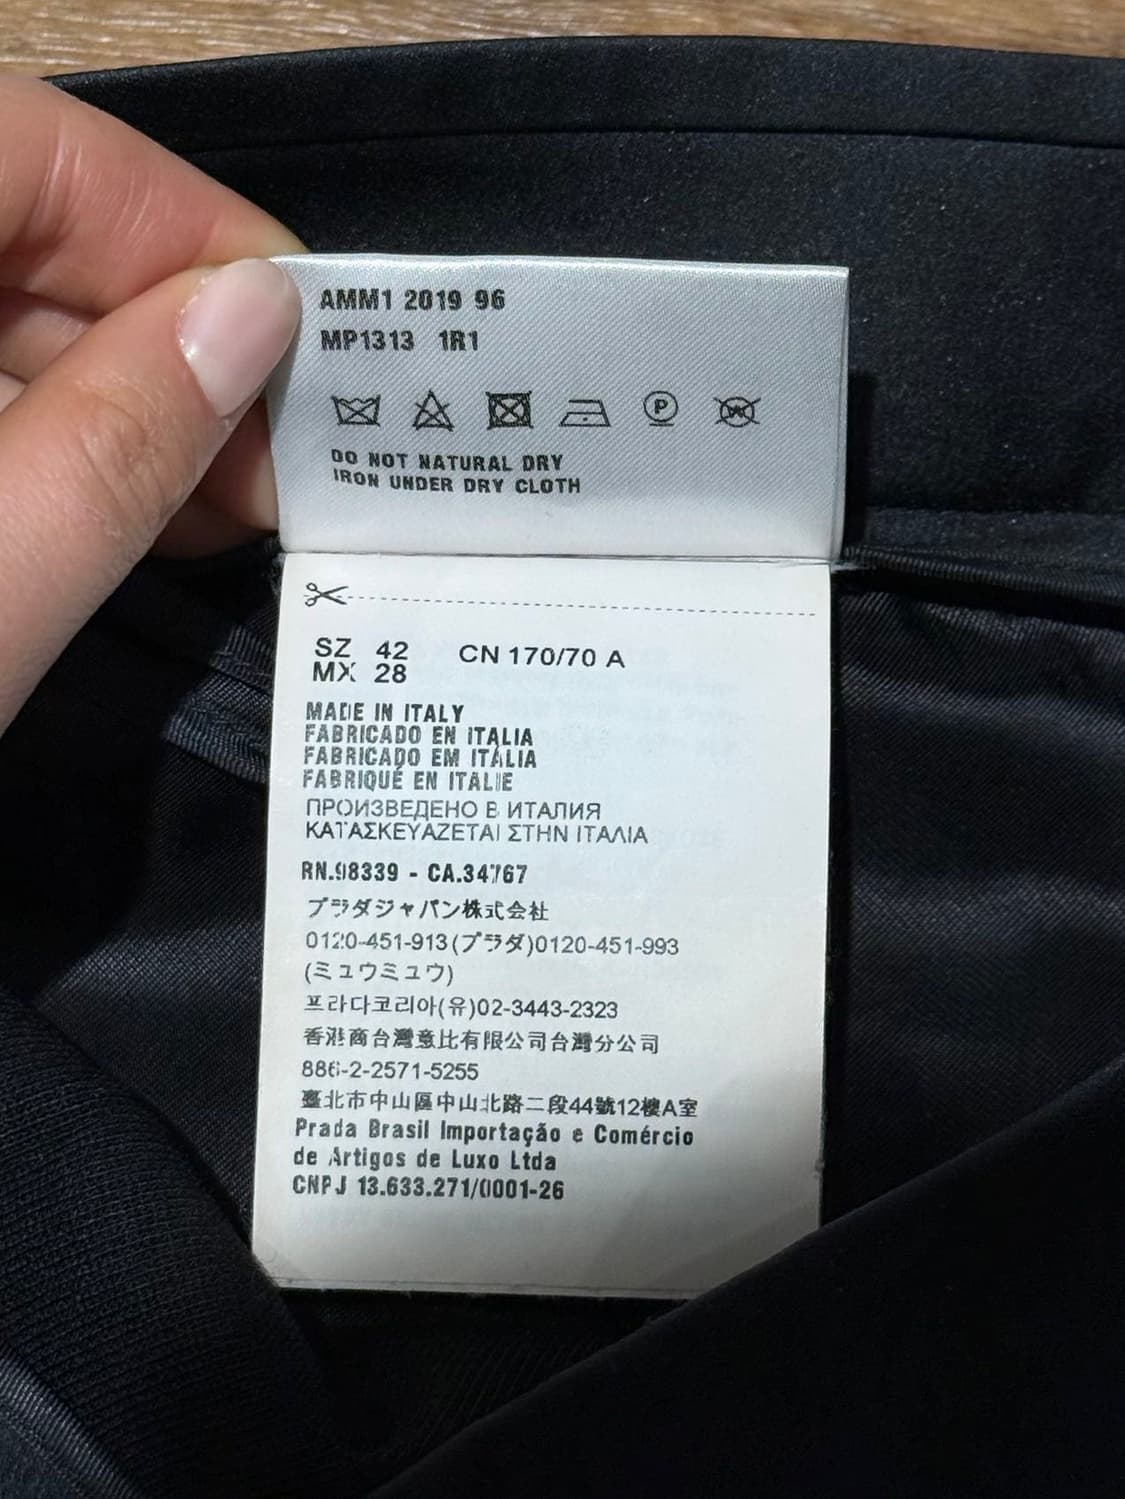 AMM1 2019 96
MP1313 1R1
P
W
DO NOT NATURAL DRY
IRON UNDER DRY CLOTH
SZ 42 CN 170/70 A
MX 28
MADE IN ITALY
FABRICADO EN ITALIA
FABRICADO EM ITÁLIA
FABRIQUÉ EN ITALIE
ПРОИЗВЕДЕНО В ИТАЛИЯ
ΚΑΤΑΣΚΕΥΑΖΕΤΑΙ ΣΤΗΝ ΙΤΑΛΙΑ
RN.98339 - CA.34767
プラダジャパン株式会社
0120-451-913(プラダ)0120-451-993
(ミュウミュウ)
프라다코리아(유)02-3443-2323
香港商台灣意比有限公司台灣分公司
886-2-2571-5255
臺北市中山區中山北路二段44號12樓A室
Prada Brasil Importação e Comércio
de Artigos de Luxo Ltda
CNPJ 13.633.271/0001-26